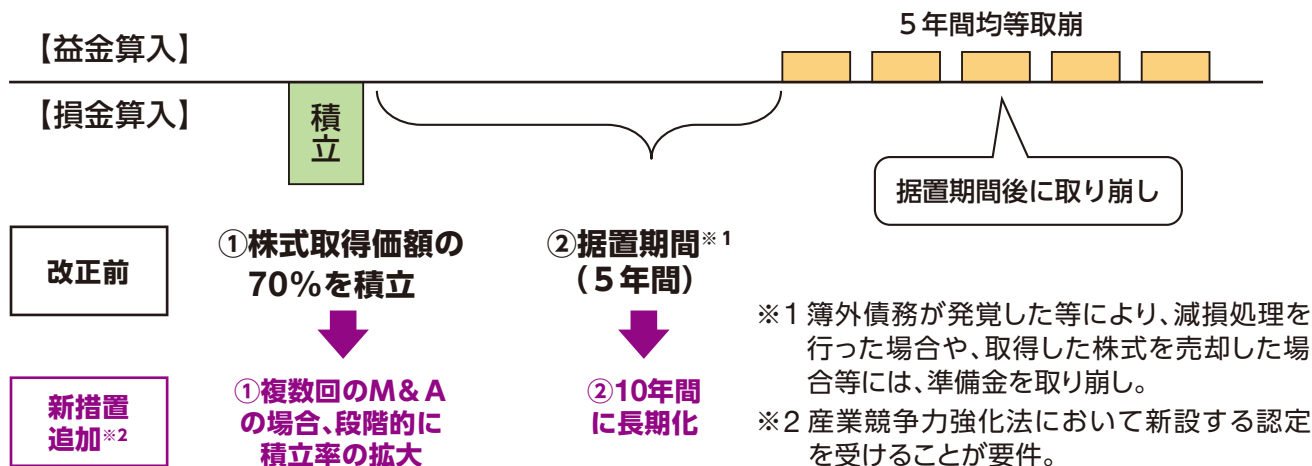 5年間均等取崩
【益金算入】
【損金算入】
積立
据置期間後に取り崩し
改正前
①株式取得価額の
70%を積立
②据置期間※1
(5年間)
新措置
追加※2
①複数回のM&A
の場合、段階的に
積立率の拡大
②10年間
に長期化
※1 簿外債務が発覚した等により、減損処理を
行った場合や、取得した株式を売却した場
合等には、準備金を取り崩し。
※2 産業競争力強化法において新設する認定
を受けることが要件。